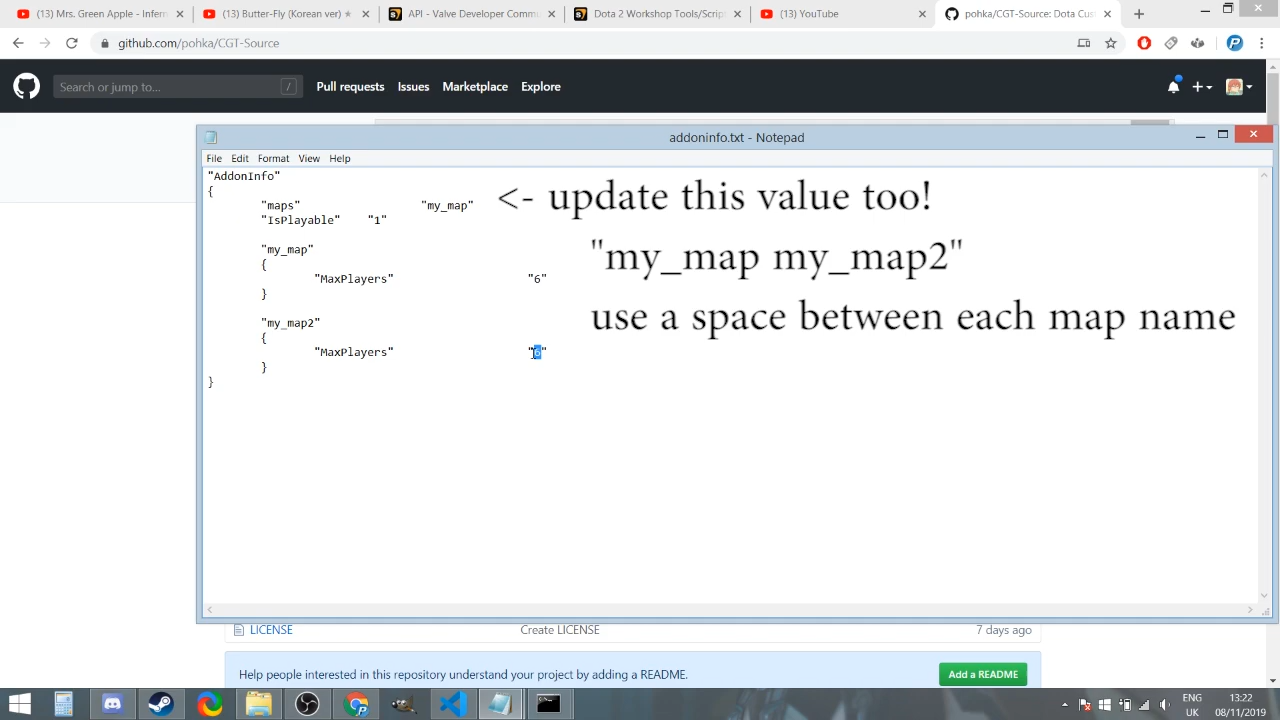 (13) Mrs. Green Apple - Infern
(13) Butter-Fly (Korean ver) ★
API - Valve Developer Commu
Dota 2 Workshop Tools/Script
(13) YouTube
pohka/CGT-Source: Dota Cus
github.com/pohka/CGT-Source
Search or jump to...
/
Pull requests
Issues
Marketplace
Explore
addoninfo.txt - Notepad
File Edit Format View Help
"AddonInfo"
{
"maps" "my_map"
<- update this value too!
"IsPlayable" "1"
"my_map"
"my_map my_map2"
{
"MaxPlayers" "6"
}
use a space between each map name
"my_map2"
{
"MaxPlayers" "6"
}
}
LICENSE
Create LICENSE
7 days ago
Help people interested in this repository understand your project by adding a README.
Add a README
ENG
UK
13:22
08/11/2019